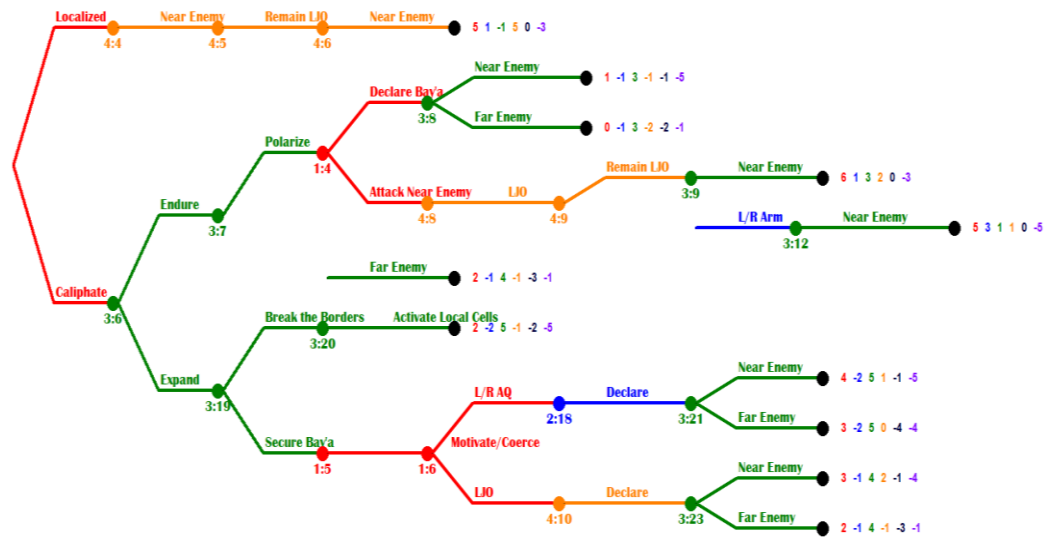 Localized Near Enemy Remain LJO Near Enemy
4:4 4:5 4:6 5 1 -1 5 0 -3
Near Enemy 1 -1 3 -1 -1 -5
Declare Bay'a
3:8
Far Enemy 0 -1 3 -2 -2 -1
Polarize
1:4
Remain LJO Near Enemy 6 1 3 2 0 -3
Attack Near Enemy LJO
4:8 4:9 3:9
Endure
3:7
L/R Arm Near Enemy 5 3 1 1 0 -5
3:12
Far Enemy 2 -1 4 -1 -3 -1
Caliphate
3:6
Break the Borders Activate Local Cells
3:20 2 -2 5 -1 -2 -5
Expand
3:19
Near Enemy 4 -2 5 1 -1 -5
L/R AQ Declare
2:18 3:21
Far Enemy 3 -2 5 0 -4 -4
Secure Bay'a Motivate/Coerce
1:5 1:6
Near Enemy 3 -1 4 2 -1 -4
LJO Declare
4:10 3:23
Far Enemy 2 -1 4 -1 -3 -1